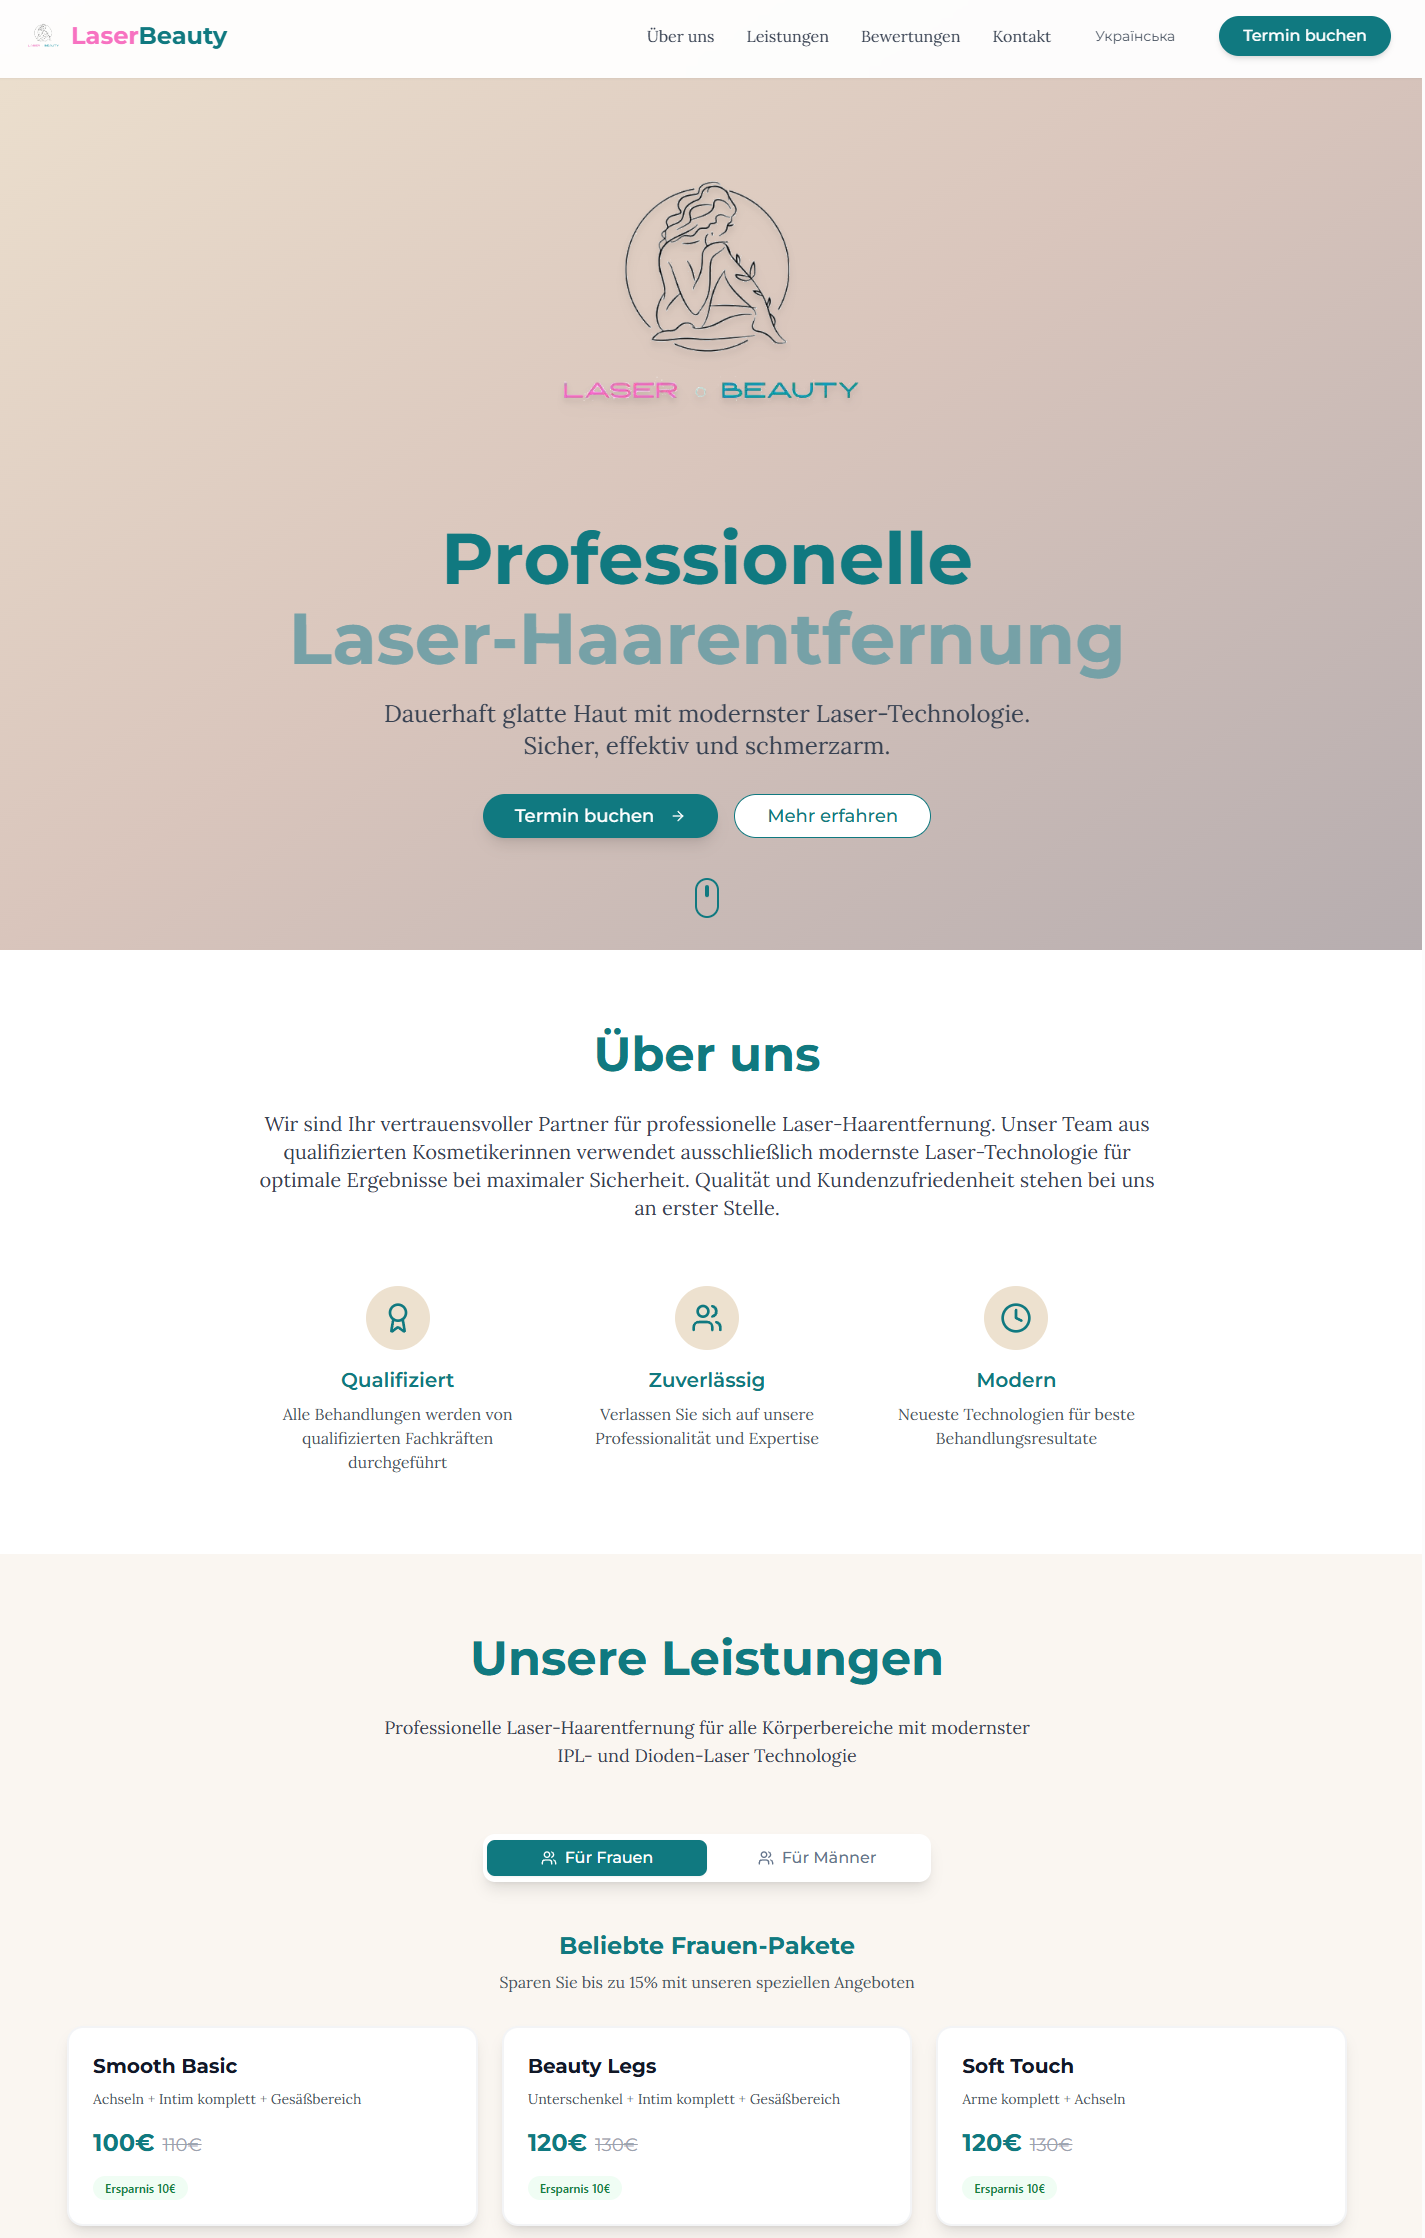 LaserBeauty
Über uns
Leistungen
Bewertungen
Kontakt
Українська
Termin buchen
LASER BEAUTY
Professionelle
Laser-Haarentfernung
Dauerhaft glatte Haut mit modernster Laser-Technologie.
Sicher, effektiv und schmerzarm.
Termin buchen →
Mehr erfahren
Über uns
Wir sind Ihr vertrauensvoller Partner für professionelle Laser-Haarentfernung. Unser Team aus
qualifizierten Kosmetikerinnen verwendet ausschließlich modernste Laser-Technologie für
optimale Ergebnisse bei maximaler Sicherheit. Qualität und Kundenzufriedenheit stehen bei uns
an erster Stelle.
Qualifiziert
Alle Behandlungen werden von
qualifizierten Fachkräften
durchgeführt
Zuverlässig
Verlassen Sie sich auf unsere
Professionalität und Expertise
Modern
Neueste Technologien für beste
Behandlungsresultate
Unsere Leistungen
Professionelle Laser-Haarentfernung für alle Körperbereiche mit modernster
IPL- und Dioden-Laser Technologie
Für Frauen
Für Männer
Beliebte Frauen-Pakete
Sparen Sie bis zu 15% mit unseren speziellen Angeboten
Smooth Basic
Achseln + Intim komplett + Gesäßbereich
100€ 110€
Ersparnis 10€
Beauty Legs
Unterschenkel + Intim komplett + Gesäßbereich
120€ 130€
Ersparnis 10€
Soft Touch
Arme komplett + Achseln
120€ 130€
Ersparnis 10€